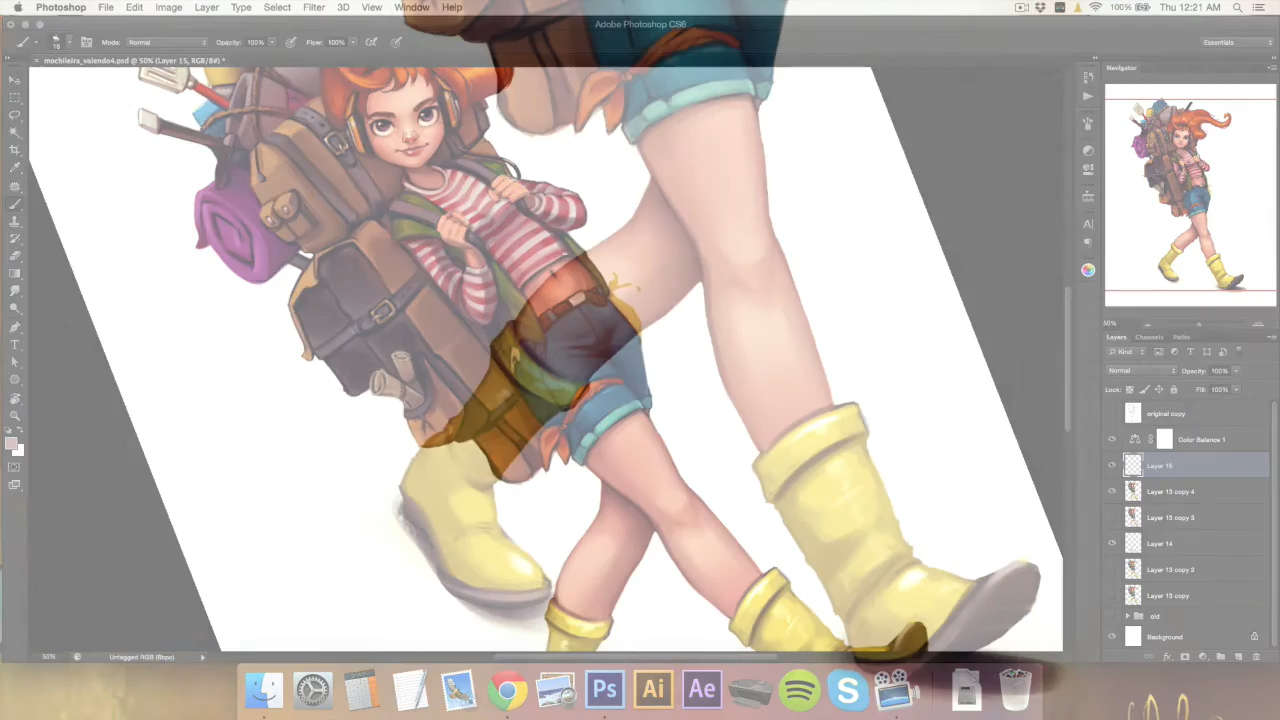 Photoshop File Edit Image Layer Type Select Filter 3D View Window Help 100% Thu 12:21 AM
Adobe Photoshop CS6
15 Mode: Normal Opacity: 100% Flow: 100% Essentials
mochileira_valendo4.psd @ 50% (Layer 15, RGB/8#) *
Navigator
50%
Layers Channels Paths
Kind
Normal Opacity: 100%
Lock: Fill: 100%
original copy
Color Balance 1
Layer 15
Layer 13 copy 4
Layer 13 copy 3
Layer 14
Layer 13 copy 2
Layer 13 copy
old
Background
50% Untagged RGB (8bpc)
Ps Ai Ae